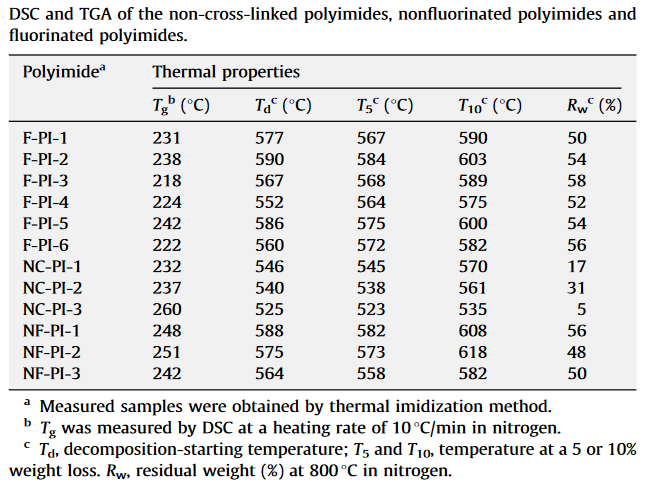 DSC and TGA of the non-cross-linked polyimides, nonfluorinated polyimides and
fluorinated polyimides.
Polyimideᵃ Thermal properties
Tgᵇ (°C) Tdᶜ (°C) T5ᶜ (°C) T10ᶜ (°C) Rwᶜ (%)
F-PI-1 231 577 567 590 50
F-PI-2 238 590 584 603 54
F-PI-3 218 567 568 589 58
F-PI-4 224 552 564 575 52
F-PI-5 242 586 575 600 54
F-PI-6 222 560 572 582 56
NC-PI-1 232 546 545 570 17
NC-PI-2 237 540 538 561 31
NC-PI-3 260 525 523 535 5
NF-PI-1 248 588 582 608 56
NF-PI-2 251 575 573 618 48
NF-PI-3 242 564 558 582 50
ᵃ Measured samples were obtained by thermal imidization method.
ᵇ Tg was measured by DSC at a heating rate of 10 °C/min in nitrogen.
ᶜ Td, decomposition-starting temperature; T5 and T10, temperature at a 5 or 10%
weight loss. Rw, residual weight (%) at 800 °C in nitrogen.